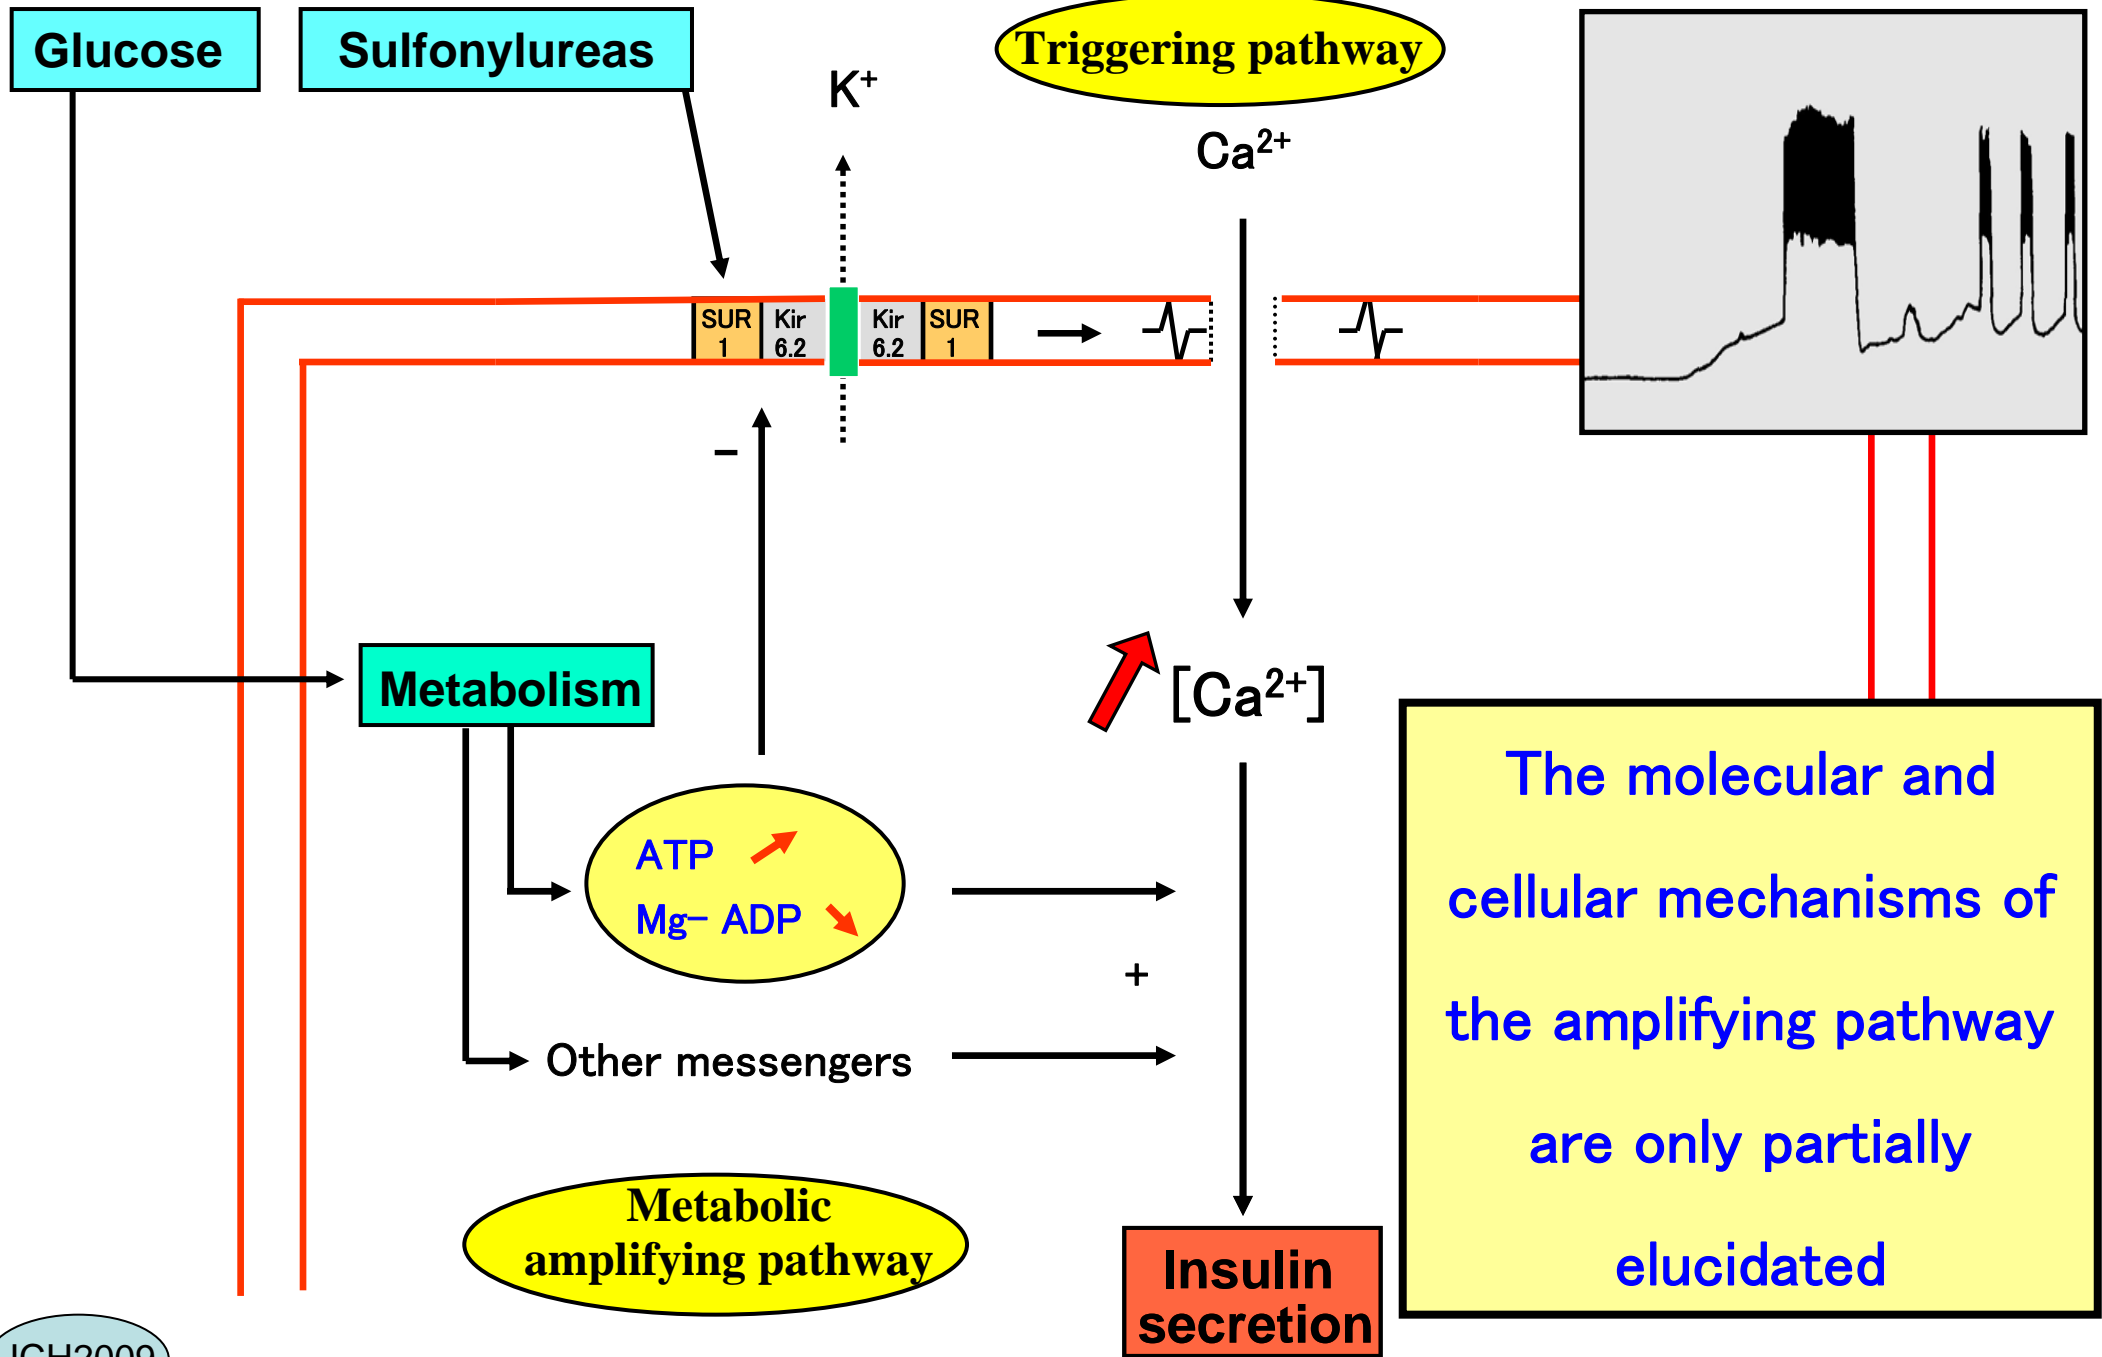 Glucose
Sulfonylureas
Triggering pathway
K⁺
Ca²⁺
SUR
1
Kir
6.2
Kir
6.2
SUR
1
−
Metabolism
[Ca²⁺]
ATP
Mg− ADP
+
Other messengers
Metabolic
amplifying pathway
Insulin
secretion
The molecular and
cellular mechanisms of
the amplifying pathway
are only partially
elucidated
JCH2009